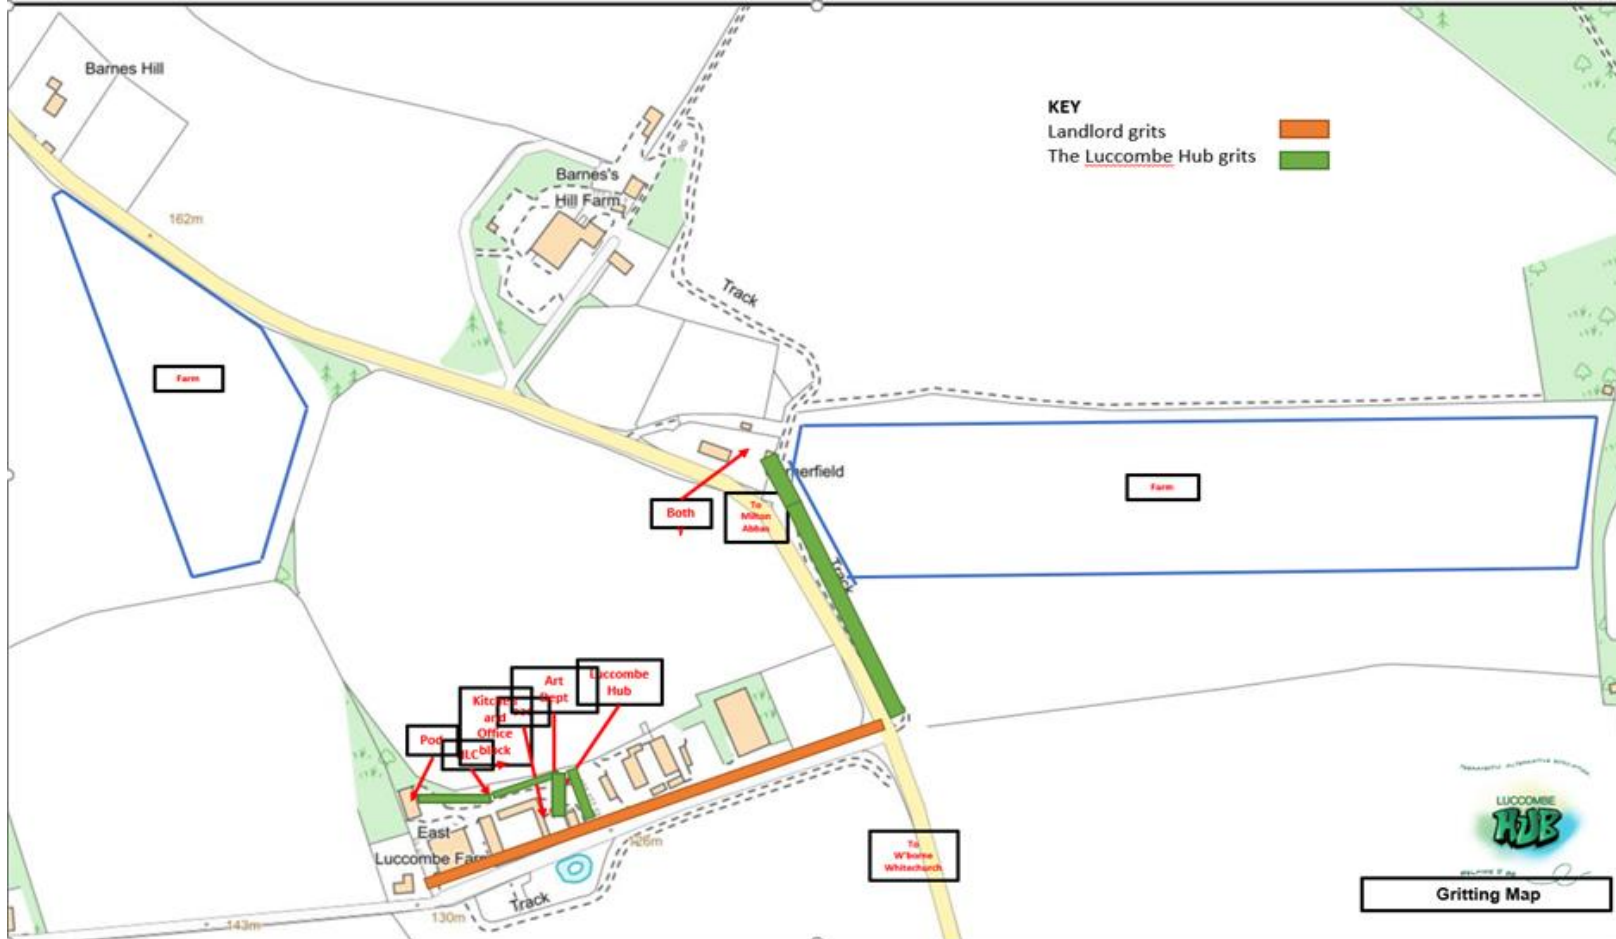 Barnes Hill
162m
Barnes's
Hill Farm
Track
KEY
Landlord grits
The Luccombe Hub grits
Farm
Farm
Both
To
Milton
Abbas
Track
Luccombe
Hub
Art
Dept
Kitchen
and
Office
block
Pod
East
Luccombe Farm
126m
Track
130m
143m
To
W'borne
Whitechurch
LUCCOMBE
HUB
Gritting Map